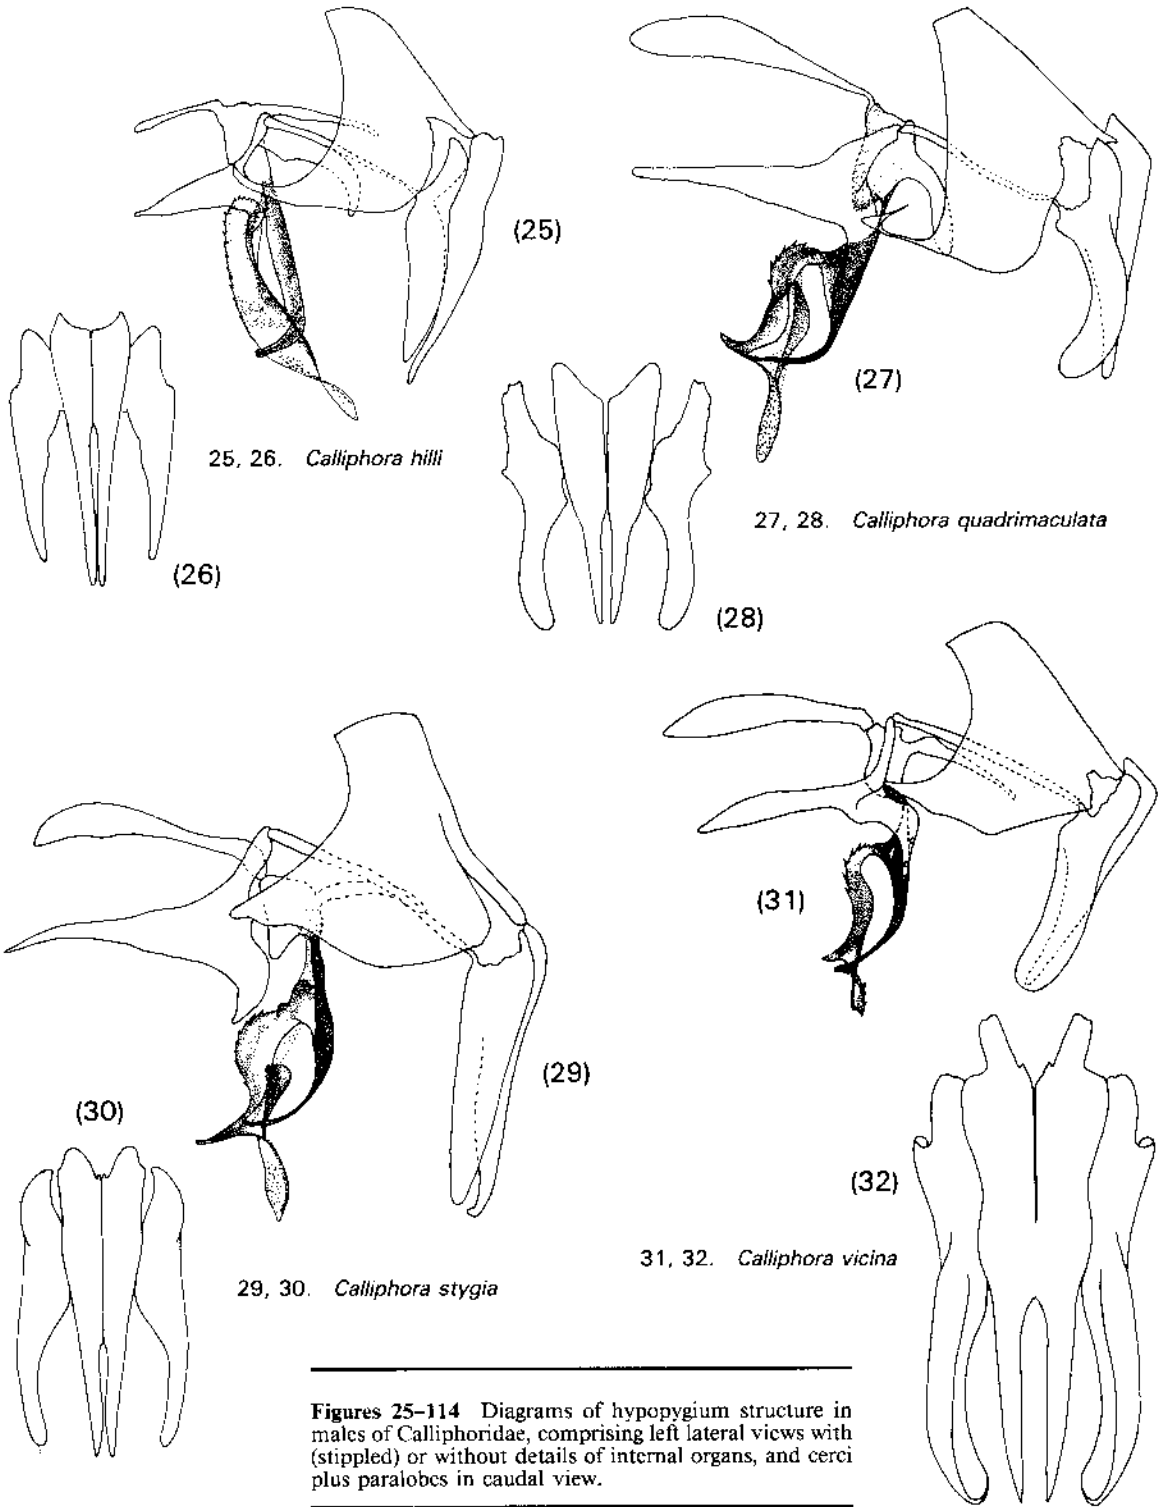 (25)
(27)
25, 26. Calliphora hilli
(26)
27, 28. Calliphora quadrimaculata
(28)
(31)
(29)
(30)
(32)
31, 32. Calliphora vicina
29, 30. Calliphora stygia
Figures 25–114 Diagrams of hypopygium structure in
males of Calliphoridae, comprising left lateral views with
(stippled) or without details of internal organs, and cerci
plus paralobes in caudal view.